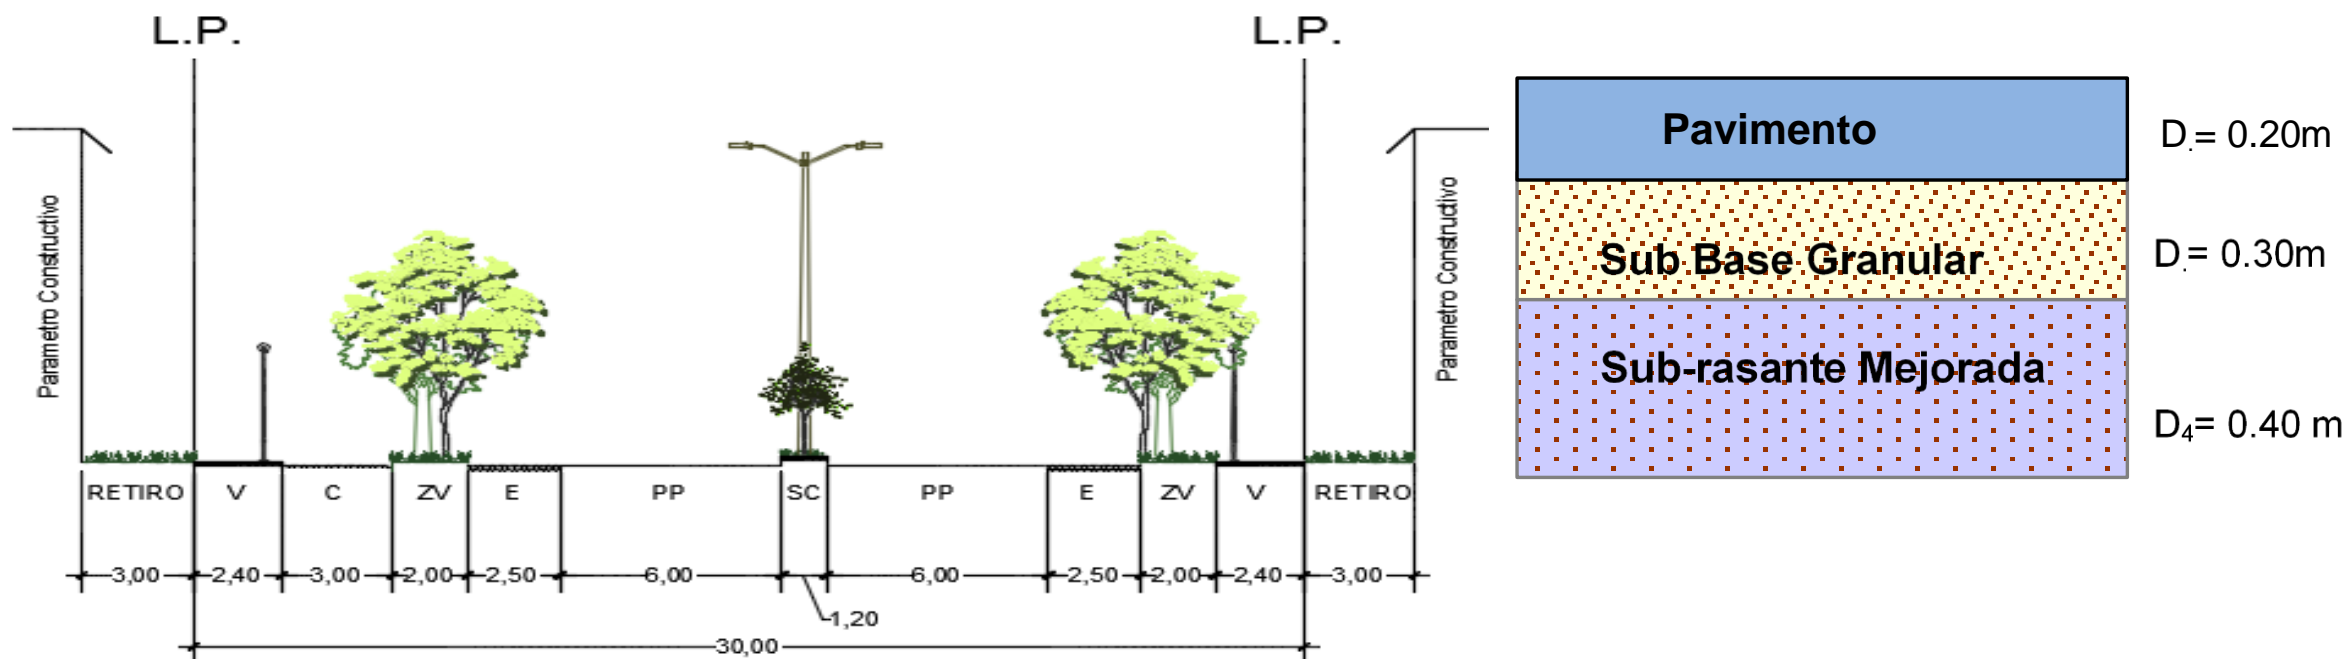 L.P.
L.P.
Parametro Constructivo
Parametro Constructivo
RETIRO V C ZV E PP SC PP E ZV V RETIRO
3,00 2,40 3,00 2,00 2,50 6,00 6,00 2,50 2,00 2,40 3,00
1,20
30,00
Pavimento
D.= 0.20m
Sub Base Granular
D.= 0.30m
Sub-rasante Mejorada
D4= 0.40 m